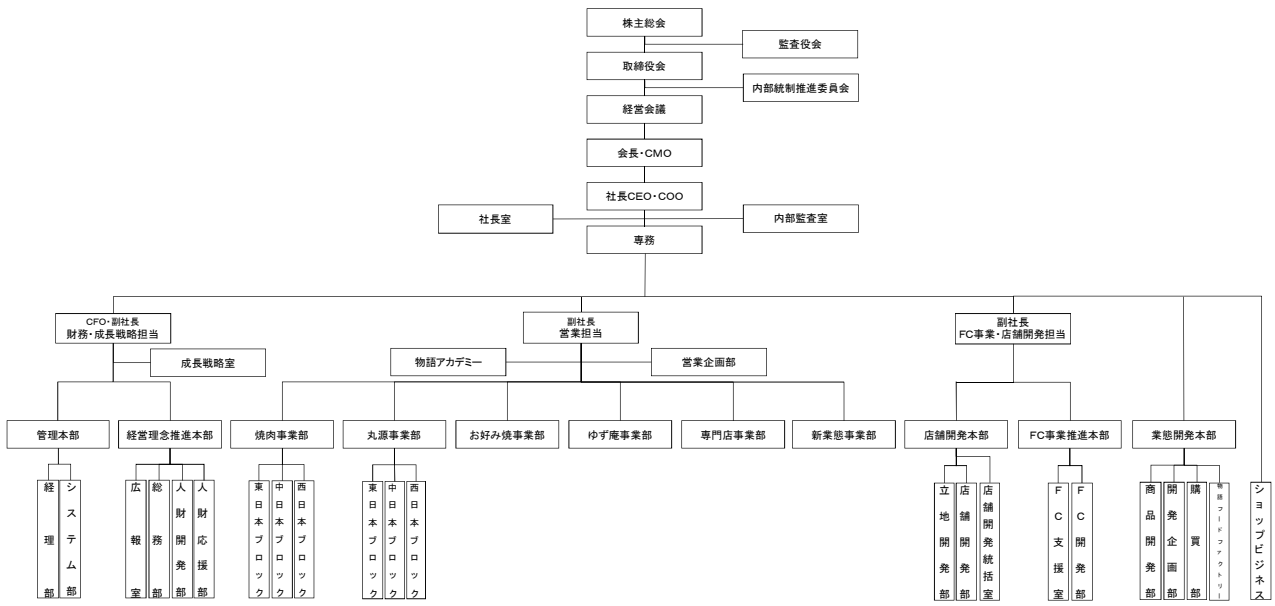 株主総会
監査役会
取締役会
内部統制推進委員会
経営会議
会長・CMO
社長CEO・COO
社長室
内部監査室
専務
CFO・副社長
財務・成長戦略担当
副社長
営業担当
副社長
FC事業・店舗開発担当
成長戦略室
物語アカデミー
営業企画部
管理本部
経営理念推進本部
焼肉事業部
丸源事業部
お好み焼事業部
ゆず庵事業部
専門店事業部
新業態事業部
店舗開発本部
FC事業推進本部
業態開発本部
経理部
システム部
広報室
総務部
人財開発部
人財応援部
東日本ブロック
中日本ブロック
西日本ブロック
東日本ブロック
中日本ブロック
西日本ブロック
立地開発部
店舗開発部
店舗開発統括室
FC支援室
FC開発部
商品開発部
開発企画部
購買部
物語フードファクトリー
ショップビジネス